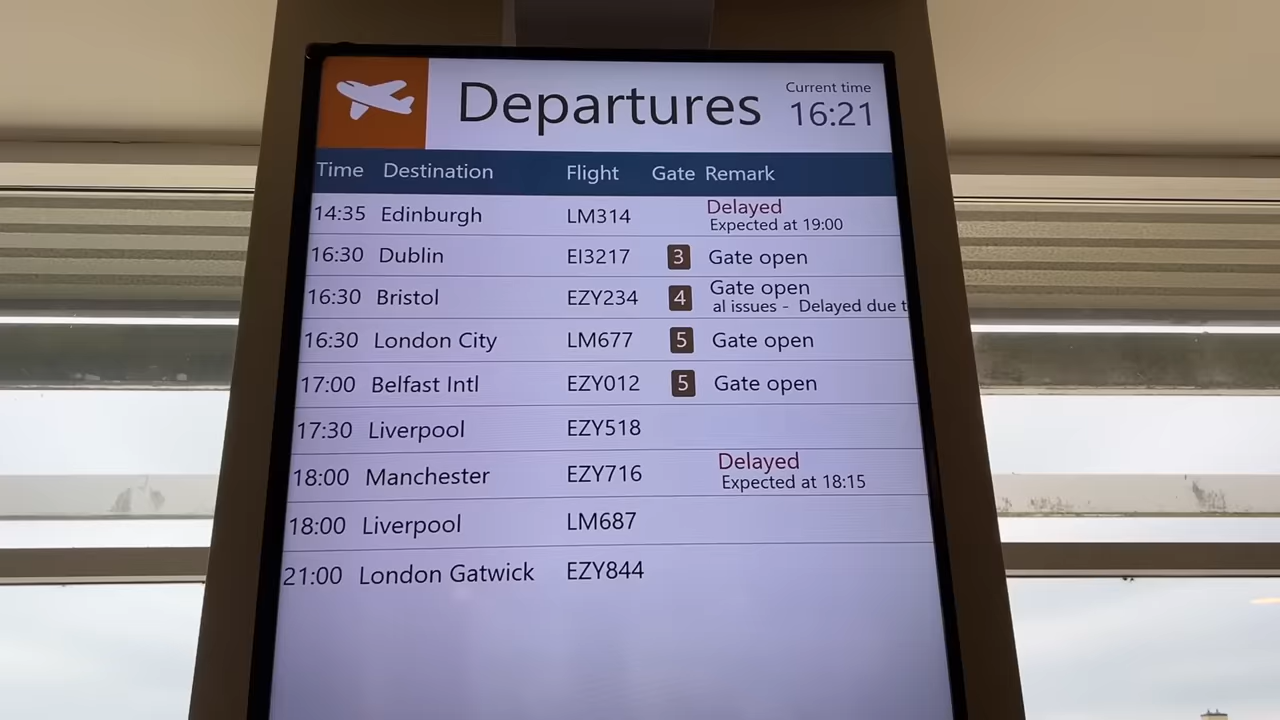 Departures
Current time
16:21
Time Destination Flight Gate Remark
14:35 Edinburgh LM314 Delayed
Expected at 19:00
16:30 Dublin EI3217 3 Gate open
16:30 Bristol EZY234 4 Gate open
al issues - Delayed due t
16:30 London City LM677 5 Gate open
17:00 Belfast Intl EZY012 5 Gate open
17:30 Liverpool EZY518
18:00 Manchester EZY716 Delayed
Expected at 18:15
18:00 Liverpool LM687
21:00 London Gatwick EZY844